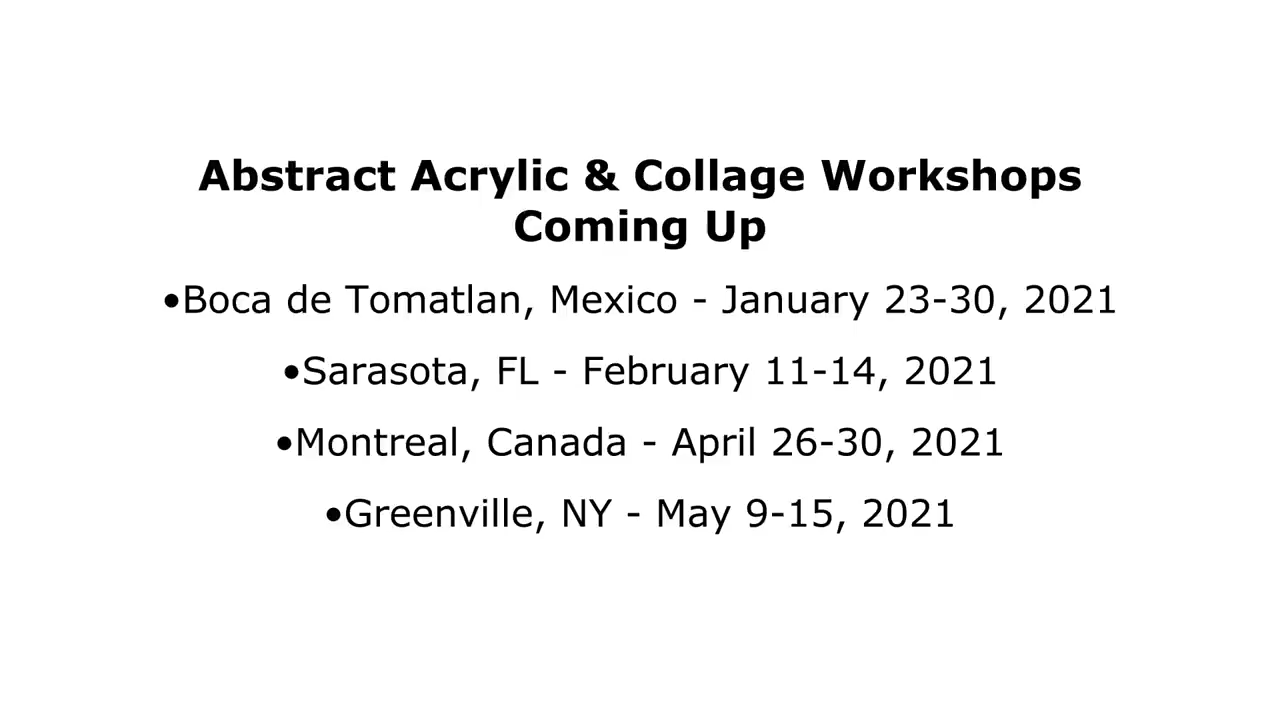 Abstract Acrylic & Collage Workshops
Coming Up
•Boca de Tomatlan, Mexico - January 23-30, 2021
•Sarasota, FL - February 11-14, 2021
•Montreal, Canada - April 26-30, 2021
•Greenville, NY - May 9-15, 2021